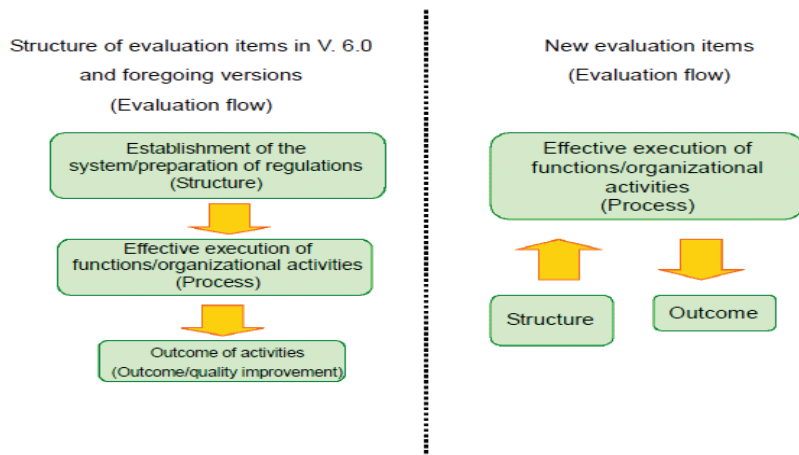 Structure of evaluation items in V. 6.0
and foregoing versions
(Evaluation flow)
Establishment of the
system/preparation of regulations
(Structure)
Effective execution of
functions/organizational activities
(Process)
Outcome of activities
(Outcome/quality improvement)
New evaluation items
(Evaluation flow)
Effective execution of
functions/organizational
activities
(Process)
Structure
Outcome